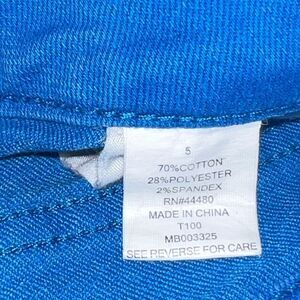 5
70%COTTON
28%POLYESTER
2%SPANDEX
RN#44480
MADE IN CHINA
T100
MB003325
SEE REVERSE FOR CARE